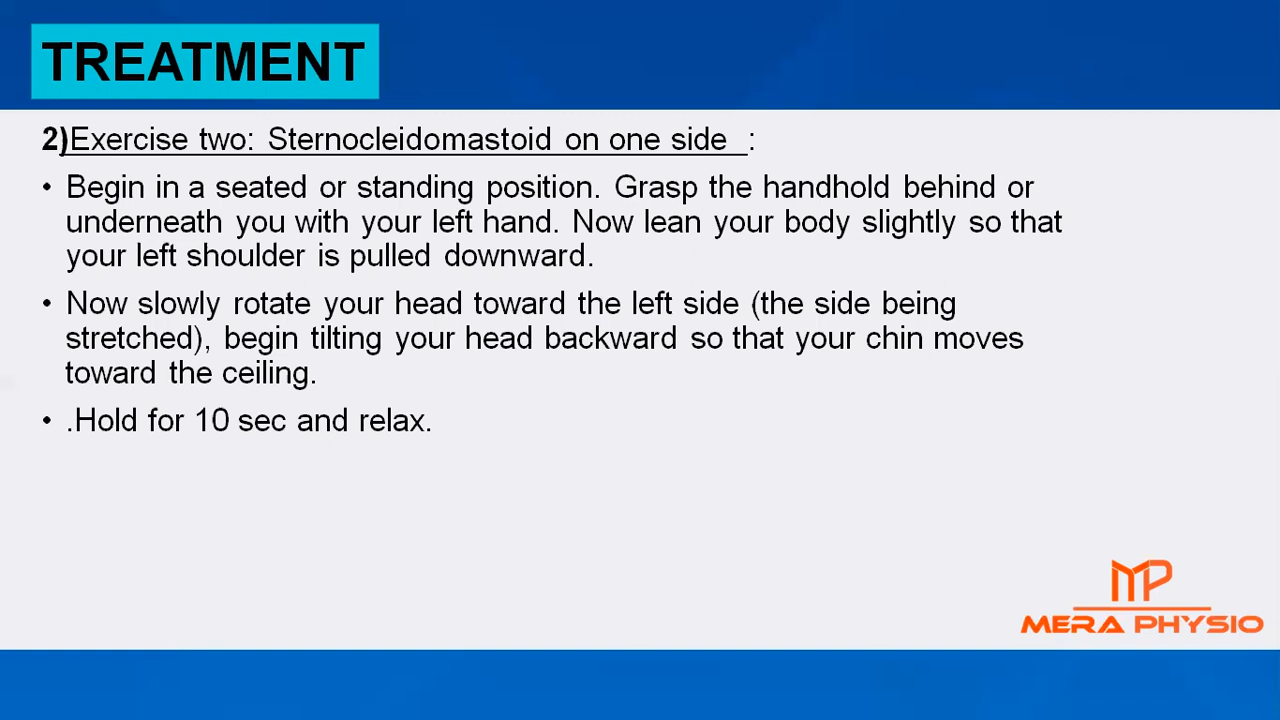 TREATMENT
2)Exercise two: Sternocleidomastoid on one side :
• Begin in a seated or standing position. Grasp the handhold behind or
underneath you with your left hand. Now lean your body slightly so that
your left shoulder is pulled downward.
• Now slowly rotate your head toward the left side (the side being
stretched), begin tilting your head backward so that your chin moves
toward the ceiling.
• .Hold for 10 sec and relax.
MP
MERA PHYSIO